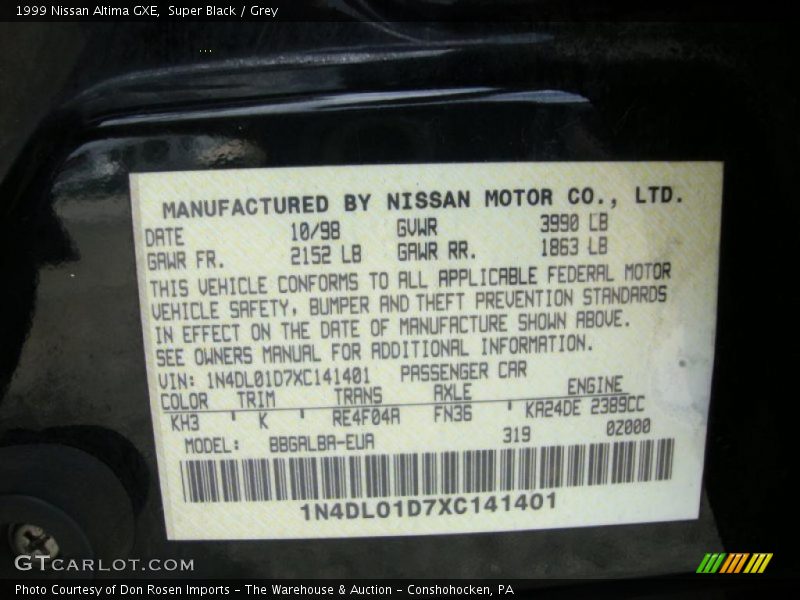 1999 Nissan Altima GXE, Super Black / Grey
MANUFACTURED BY NISSAN MOTOR CO., LTD.
DATE 10/98 GVWR 3990 LB
GAWR FR. 2152 LB GAWR RR. 1863 LB
THIS VEHICLE CONFORMS TO ALL APPLICABLE FEDERAL MOTOR
VEHICLE SAFETY, BUMPER AND THEFT PREVENTION STANDARDS
IN EFFECT ON THE DATE OF MANUFACTURE SHOWN ABOVE.
SEE OWNERS MANUAL FOR ADDITIONAL INFORMATION.
VIN: 1N4DL01D7XC141401 PASSENGER CAR
COLOR TRIM TRANS AXLE ENGINE
KH3 K RE4F04A FN36 KA24DE 2389CC
MODEL: BBGALBA-EUA 319 0Z000
1N4DL01D7XC141401
GTCARLOT.COM
Photo Courtesy of Don Rosen Imports - The Warehouse & Auction - Conshohocken, PA